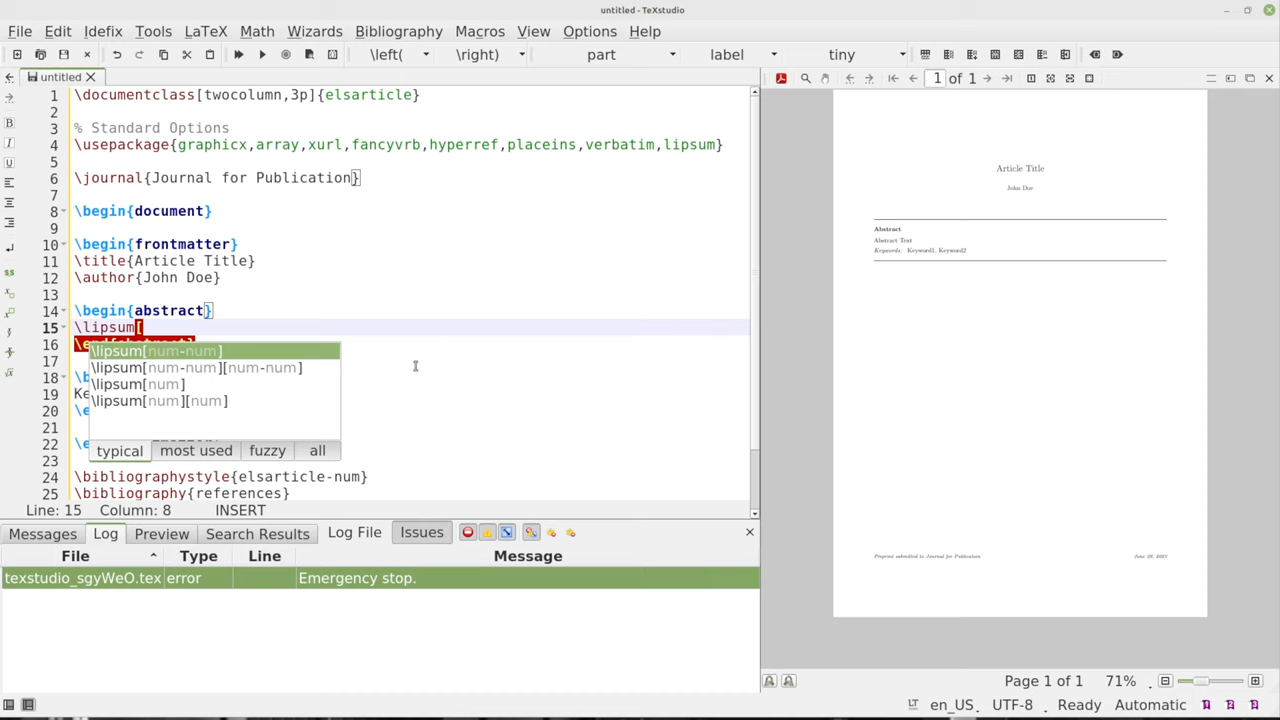 untitled - TeXstudio
File Edit Idefix Tools LaTeX Math Wizards Bibliography Macros View Options Help
\left( \right) part label tiny
untitled
1 of 1
1 \documentclass[twocolumn,3p]{elsarticle}
2
3 % Standard Options
4 \usepackage{graphicx,array,xurl,fancyvrb,hyperref,placeins,verbatim,lipsum}
5
6 \journal{Journal for Publication}
7
8 \begin{document}
9
10 \begin{frontmatter}
11 \title{Article Title}
12 \author{John Doe}
13
14 \begin{abstract}
15 \lipsum[
16 \end{abstract}
17
18 \b
19 Ke
20 \e
21
22 \e
23
24 \bibliographystyle{elsarticle-num}
25 \bibliography{references}
\lipsum[num-num]
\lipsum[num-num][num-num]
\lipsum[num]
\lipsum[num][num]
typical most used fuzzy all
Line: 15 Column: 8 INSERT
Messages Log Preview Search Results Log File Issues
File Type Line Message
texstudio_sgyWeO.tex error Emergency stop.
Article Title
John Doe
Abstract
Abstract Text
Keywords: Keyword1, Keyword2
Preprint submitted to Journal for Publication
Page 1 of 1 71%
LT en_US UTF-8 Ready Automatic